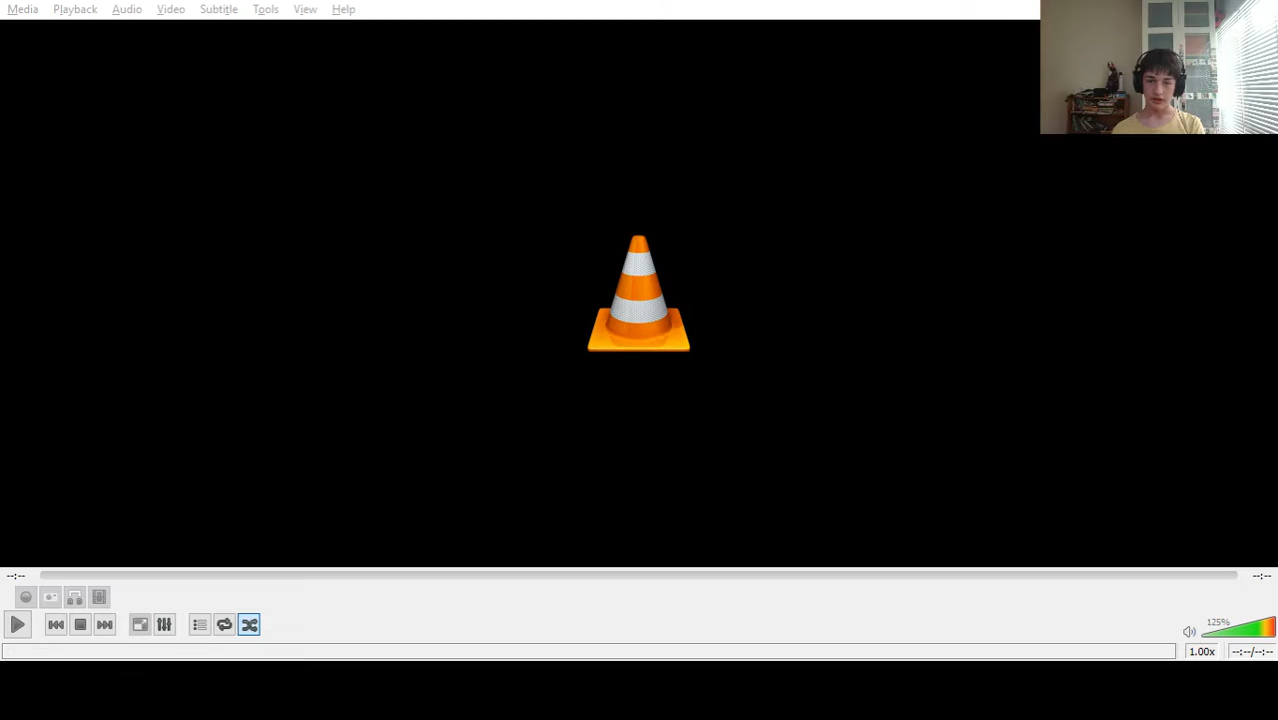 Media Playback Audio Video Subtitle Tools View Help
--:-- --:--
125%
1.00x --:--/--:--